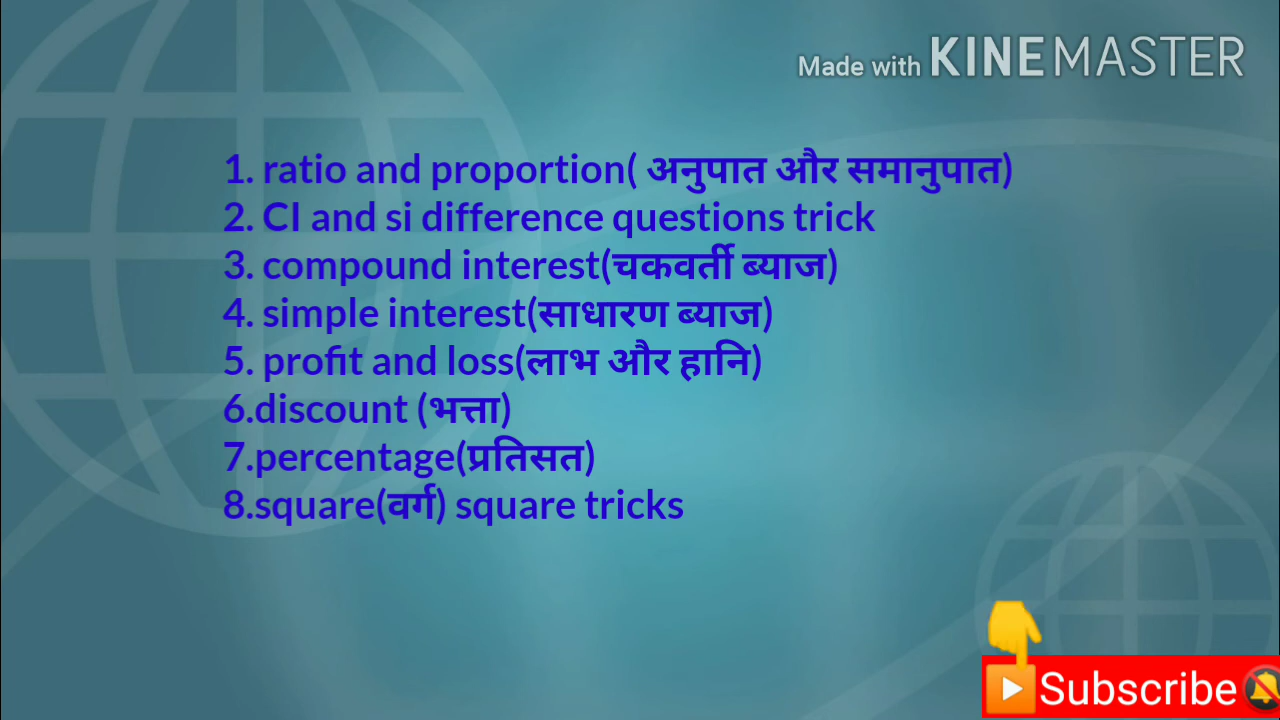 Made with KINEMASTER
1. ratio and proportion( अनुपात और समानुपात)
2. CI and si difference questions trick
3. compound interest(चकवर्ती ब्याज)
4. simple interest(साधारण ब्याज)
5. profit and loss(लाभ और हानि)
6.discount (भत्ता)
7.percentage(प्रतिसत)
8.square(वर्ग) square tricks
Subscribe